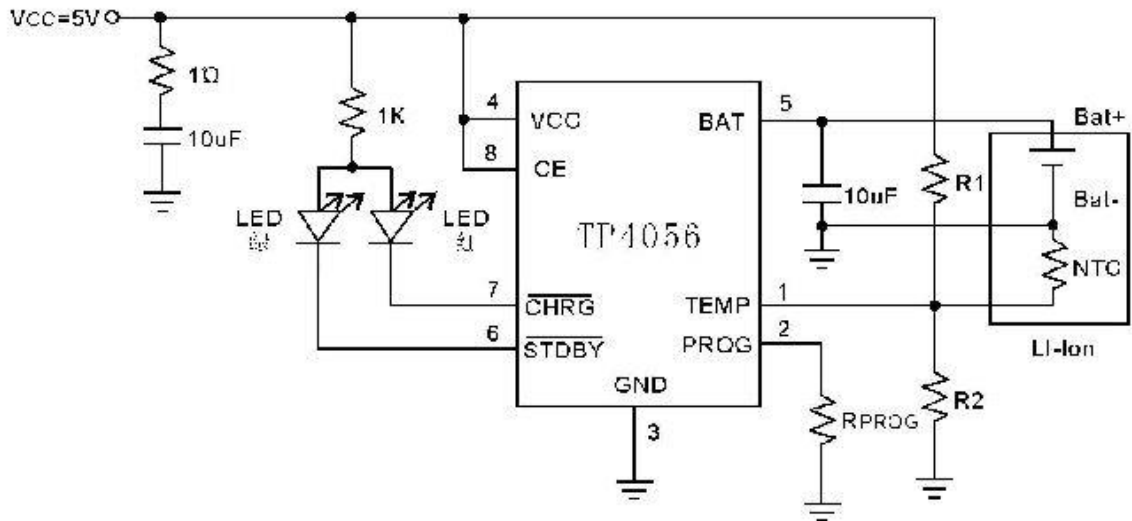 VCC=5V
1Ω
10uF
1K
LED
LED
红
4
VCC
8
CE
TP4056
7
CHRG
6
STDBY
GND
3
BAT
5
TEMP
1
PROG
2
10uF
R1
R2
RPROG
Bat+
Bat-
NTC
LI-Ion